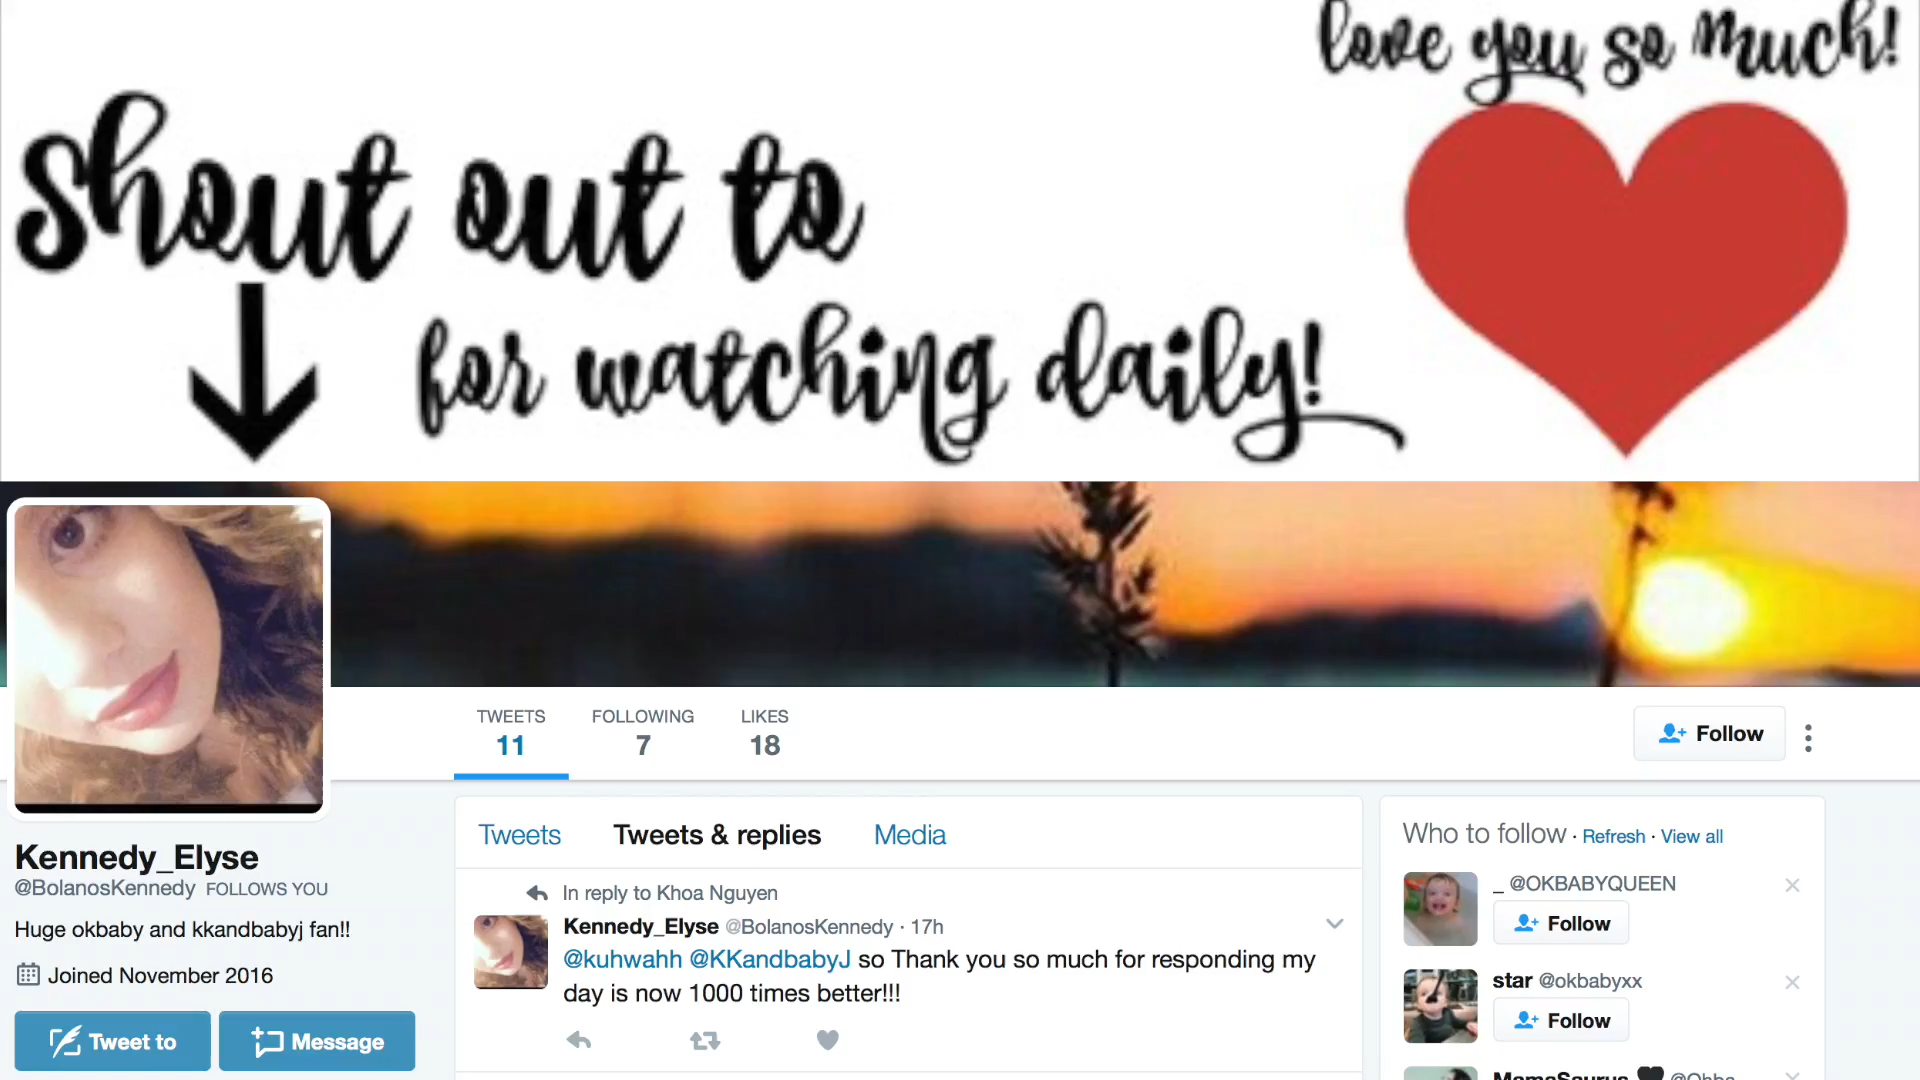 love you so much!
Shout out to
for watching daily!
TWEETS FOLLOWING LIKES
11 7 18
Follow
Kennedy_Elyse
@BolanosKennedy FOLLOWS YOU
Huge okbaby and kkandbabyj fan!!
Joined November 2016
Tweet to Message
Tweets Tweets & replies Media
In reply to Khoa Nguyen
Kennedy_Elyse @BolanosKennedy · 17h
@kuhwahh @KKandbabyJ so Thank you so much for responding my
day is now 1000 times better!!!
Who to follow · Refresh · View all
_ @OKBABYQUEEN
Follow
star @okbabyxx
Follow
MamaSaurus